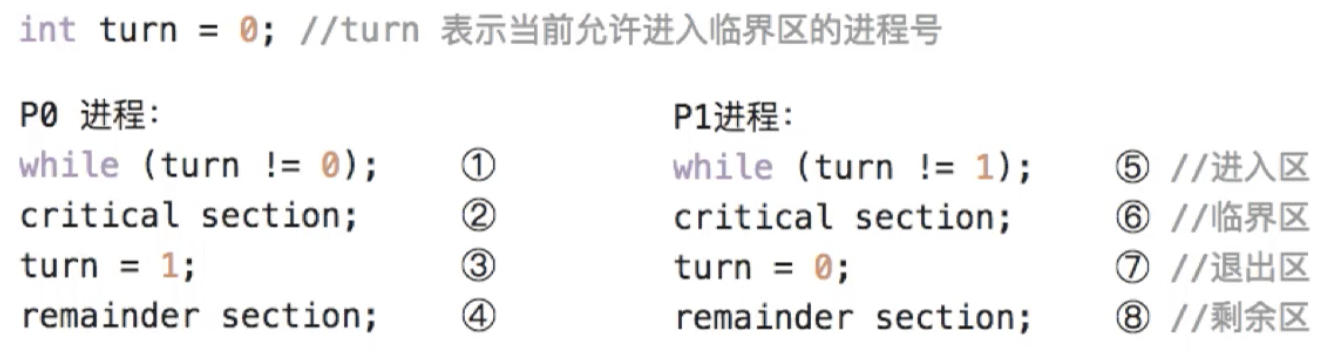 int turn = 0; //turn 表示当前允许进入临界区的进程号
P0 进程:
while (turn != 0); ①
critical section; ②
turn = 1; ③
remainder section; ④
P1进程:
while (turn != 1); ⑤ //进入区
critical section; ⑥ //临界区
turn = 0; ⑦ //退出区
remainder section; ⑧ //剩余区